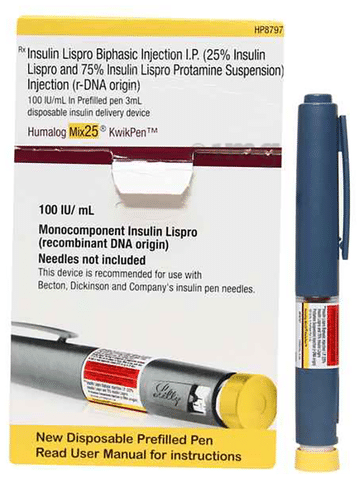 HP8797
Rx Insulin Lispro Biphasic Injection I.P. (25% Insulin
Lispro and 75% Insulin Lispro Protamine Suspension)
Injection (r-DNA origin)
100 IU/mL In Prefilled pen 3mL
disposable insulin delivery device
Humalog Mix25® KwikPen™
100 IU/ mL
Monocomponent Insulin Lispro
(recombinant DNA origin)
Needles not included
This device is recommended for use with
Becton, Dickinson and Company's insulin pen needles.
Lilly
New Disposable Prefilled Pen
Read User Manual for instructions